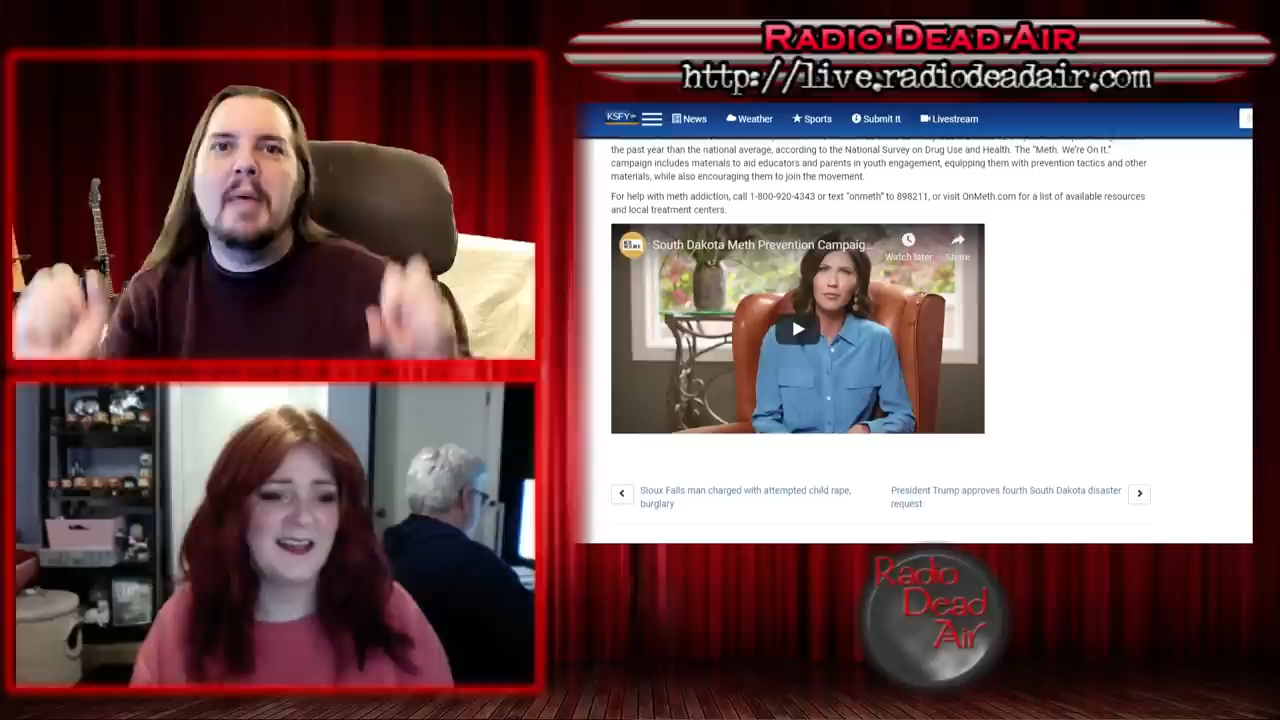 RADIO DEAD AIR
http://live.radiodeadair.com
KSFY
News
Weather
Sports
Submit It
Livestream
the past year than the national average, according to the National Survey on Drug Use and Health. The "Meth. We're On It."
campaign includes materials to aid educators and parents in youth engagement, equipping them with prevention tactics and other
materials, while also encouraging them to join the movement.
For help with meth addiction, call 1-800-920-4343 or text "onmeth" to 898211, or visit OnMeth.com for a list of available resources
and local treatment centers.
South Dakota Meth Prevention Campaig...
Watch later
Share
Sioux Falls man charged with attempted child rape,
burglary
President Trump approves fourth South Dakota disaster
request
Radio
Dead
Air